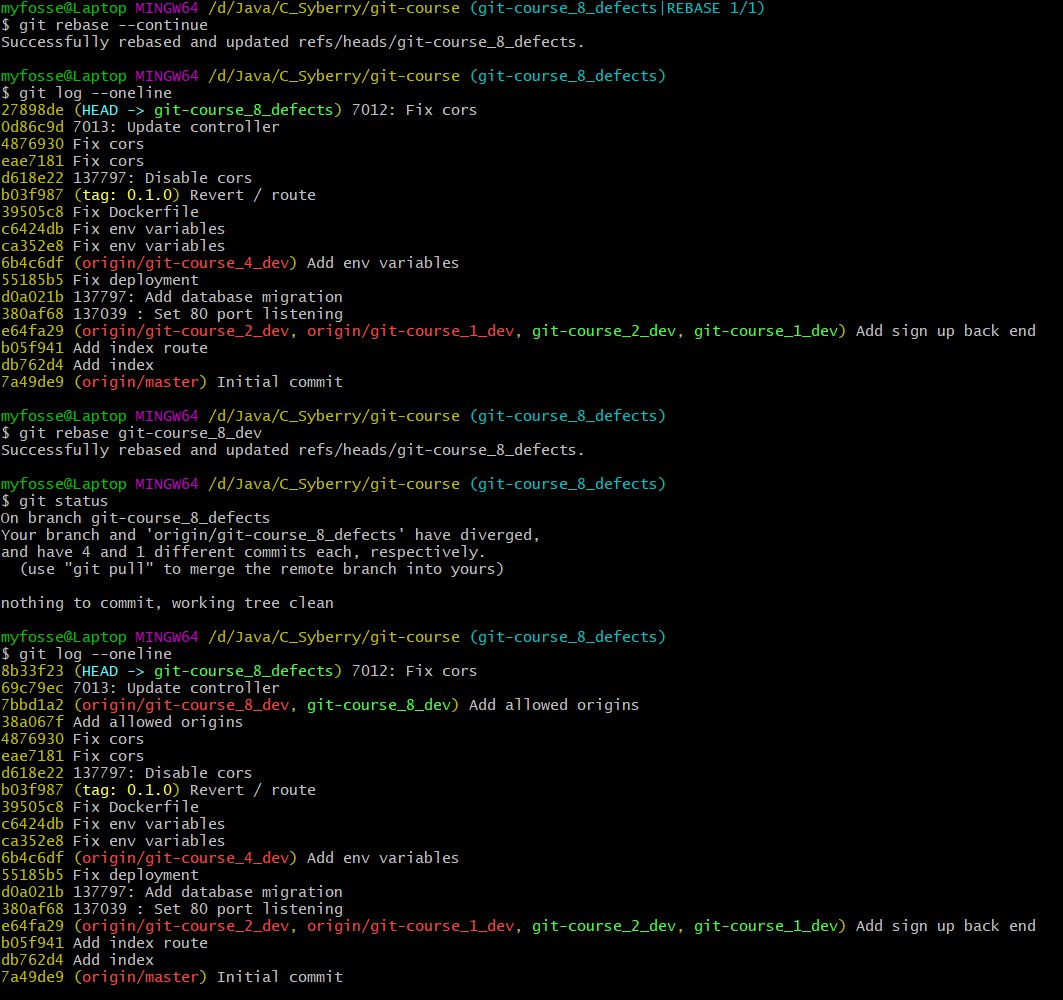 myfosse@Laptop MINGW64 /d/Java/C_Syberry/git-course (git-course_8_defects|REBASE 1/1)
$ git rebase --continue
Successfully rebased and updated refs/heads/git-course_8_defects.

myfosse@Laptop MINGW64 /d/Java/C_Syberry/git-course (git-course_8_defects)
$ git log --oneline
27898de (HEAD -> git-course_8_defects) 7012: Fix cors
0d86c9d 7013: Update controller
4876930 Fix cors
eae7181 Fix cors
d618e22 137797: Disable cors
b03f987 (tag: 0.1.0) Revert / route
39505c8 Fix Dockerfile
c6424db Fix env variables
ca352e8 Fix env variables
6b4c6df (origin/git-course_4_dev) Add env variables
55185b5 Fix deployment
d0a021b 137797: Add database migration
380af68 137039 : Set 80 port listening
e64fa29 (origin/git-course_2_dev, origin/git-course_1_dev, git-course_2_dev, git-course_1_dev) Add sign up back end
b05f941 Add index route
db762d4 Add index
7a49de9 (origin/master) Initial commit

myfosse@Laptop MINGW64 /d/Java/C_Syberry/git-course (git-course_8_defects)
$ git rebase git-course_8_dev
Successfully rebased and updated refs/heads/git-course_8_defects.

myfosse@Laptop MINGW64 /d/Java/C_Syberry/git-course (git-course_8_defects)
$ git status
On branch git-course_8_defects
Your branch and 'origin/git-course_8_defects' have diverged,
and have 4 and 1 different commits each, respectively.
  (use "git pull" to merge the remote branch into yours)

nothing to commit, working tree clean

myfosse@Laptop MINGW64 /d/Java/C_Syberry/git-course (git-course_8_defects)
$ git log --oneline
8b33f23 (HEAD -> git-course_8_defects) 7012: Fix cors
69c79ec 7013: Update controller
7bbd1a2 (origin/git-course_8_dev, git-course_8_dev) Add allowed origins
38a067f Add allowed origins
4876930 Fix cors
eae7181 Fix cors
d618e22 137797: Disable cors
b03f987 (tag: 0.1.0) Revert / route
39505c8 Fix Dockerfile
c6424db Fix env variables
ca352e8 Fix env variables
6b4c6df (origin/git-course_4_dev) Add env variables
55185b5 Fix deployment
d0a021b 137797: Add database migration
380af68 137039 : Set 80 port listening
e64fa29 (origin/git-course_2_dev, origin/git-course_1_dev, git-course_2_dev, git-course_1_dev) Add sign up back end
b05f941 Add index route
db762d4 Add index
7a49de9 (origin/master) Initial commit